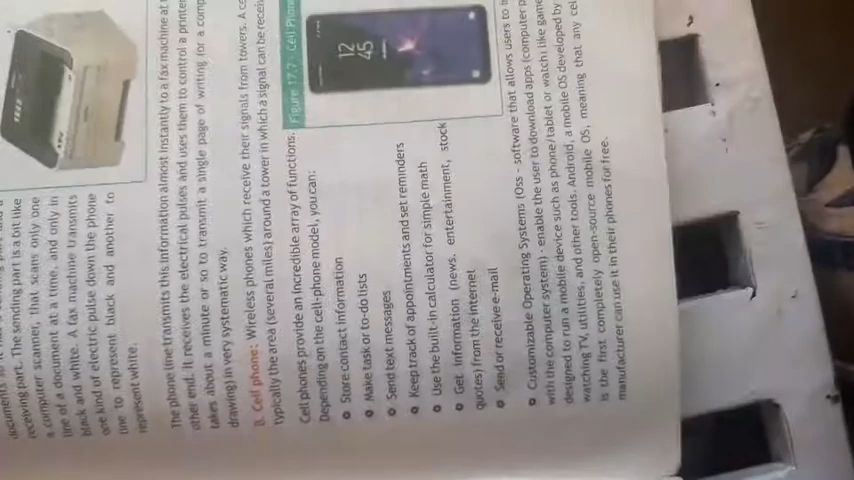 receiving part. The sending part is a bit like
a computer scanner, that scans only one
line of a document at a time, and only in
black and white. A fax machine transmits
one kind of electric pulse down the phone
line to represent black and another to
represent white.
The phone line transmits this information almost instantly to a fax machine at
other end. It receives the electrical pulses and uses them to control a printer
takes about a minute or so to transmit a single page of writing for a
drawing) in very systematic way.
8. Cell phone: Wireless phones which receive their signals from towers. A
typically the area (several miles) around a tower in which a signal can be
Figure 17.7 - Cell Phone
12
45
Cell phones provide an incredible array of functions.
Depending on the cell-phone model, you can:
Store contact information
Make task or to-do lists
Send text messages
Keep track of appointments and set reminders
Use the built-in calculator for simple math
Get information (news, entertainment, stock
quotes) from the internet
Send or receive e-mail
Customizable Operating Systems (Oss - software that allows users to
with the computer system) - enable the user to download apps (computer
designed to run a mobile device such as phone/tablet or watch) like
watching TV, utilities, and other tools. Android, a mobile OS developed by
is the first completely open-source mobile OS, meaning that any
manufacturer can use it in their phones for free.